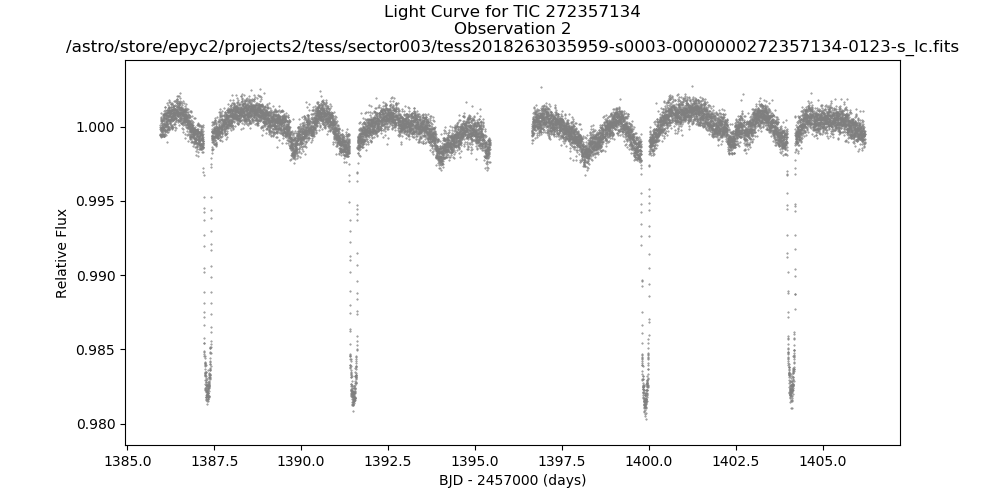 Light Curve for TIC 272357134
Observation 2
/astro/store/epyc2/projects2/tess/sector003/tess2018263035959-s0003-0000000272357134-0123-s_lc.fits
1.000
0.995
0.990
0.985
0.980
Relative Flux
1385.0 1387.5 1390.0 1392.5 1395.0 1397.5 1400.0 1402.5 1405.0
BJD - 2457000 (days)